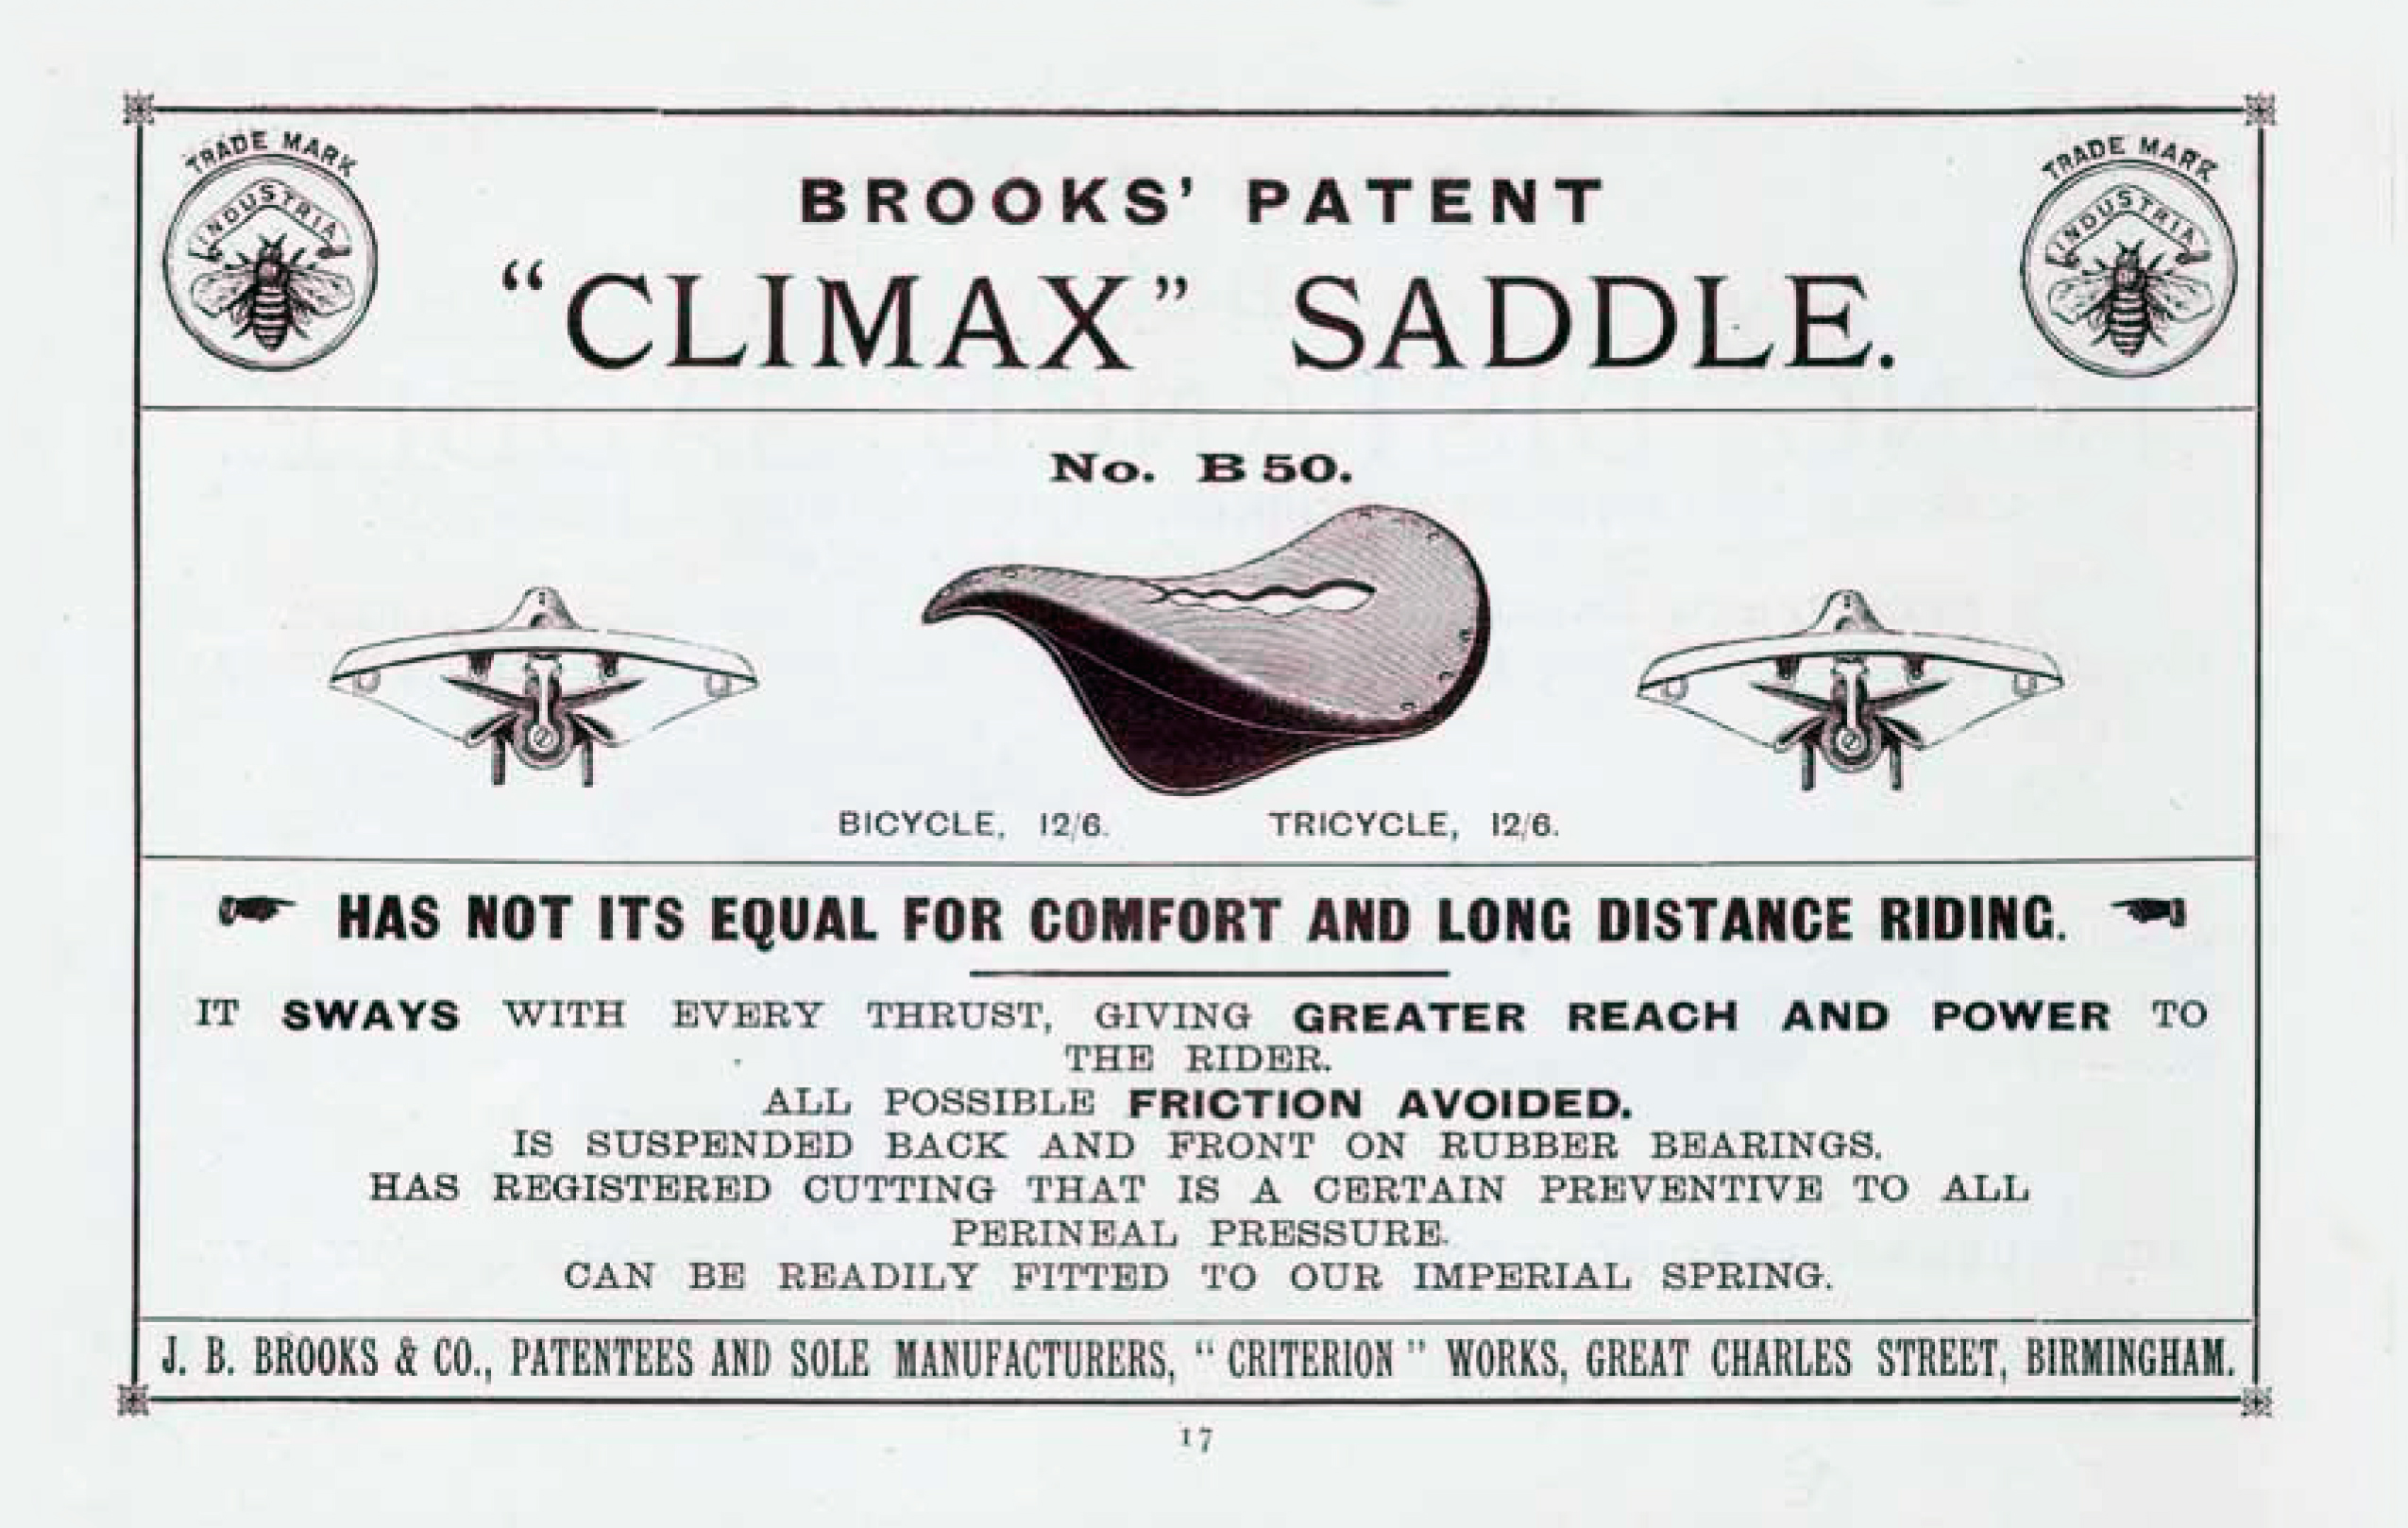 TRADE MARK
INDUSTRIA
TRADE MARK
INDUSTRIA
BROOKS' PATENT
"CLIMAX" SADDLE.
No. B 50.
BICYCLE, 12/6. TRICYCLE, 12/6.
HAS NOT ITS EQUAL FOR COMFORT AND LONG DISTANCE RIDING.
IT SWAYS WITH EVERY THRUST, GIVING GREATER REACH AND POWER TO
THE RIDER.
ALL POSSIBLE FRICTION AVOIDED.
IS SUSPENDED BACK AND FRONT ON RUBBER BEARINGS.
HAS REGISTERED CUTTING THAT IS A CERTAIN PREVENTIVE TO ALL
PERINEAL PRESSURE.
CAN BE READILY FITTED TO OUR IMPERIAL SPRING.
J. B. BROOKS & CO., PATENTEES AND SOLE MANUFACTURERS, "CRITERION" WORKS, GREAT CHARLES STREET, BIRMINGHAM.
17